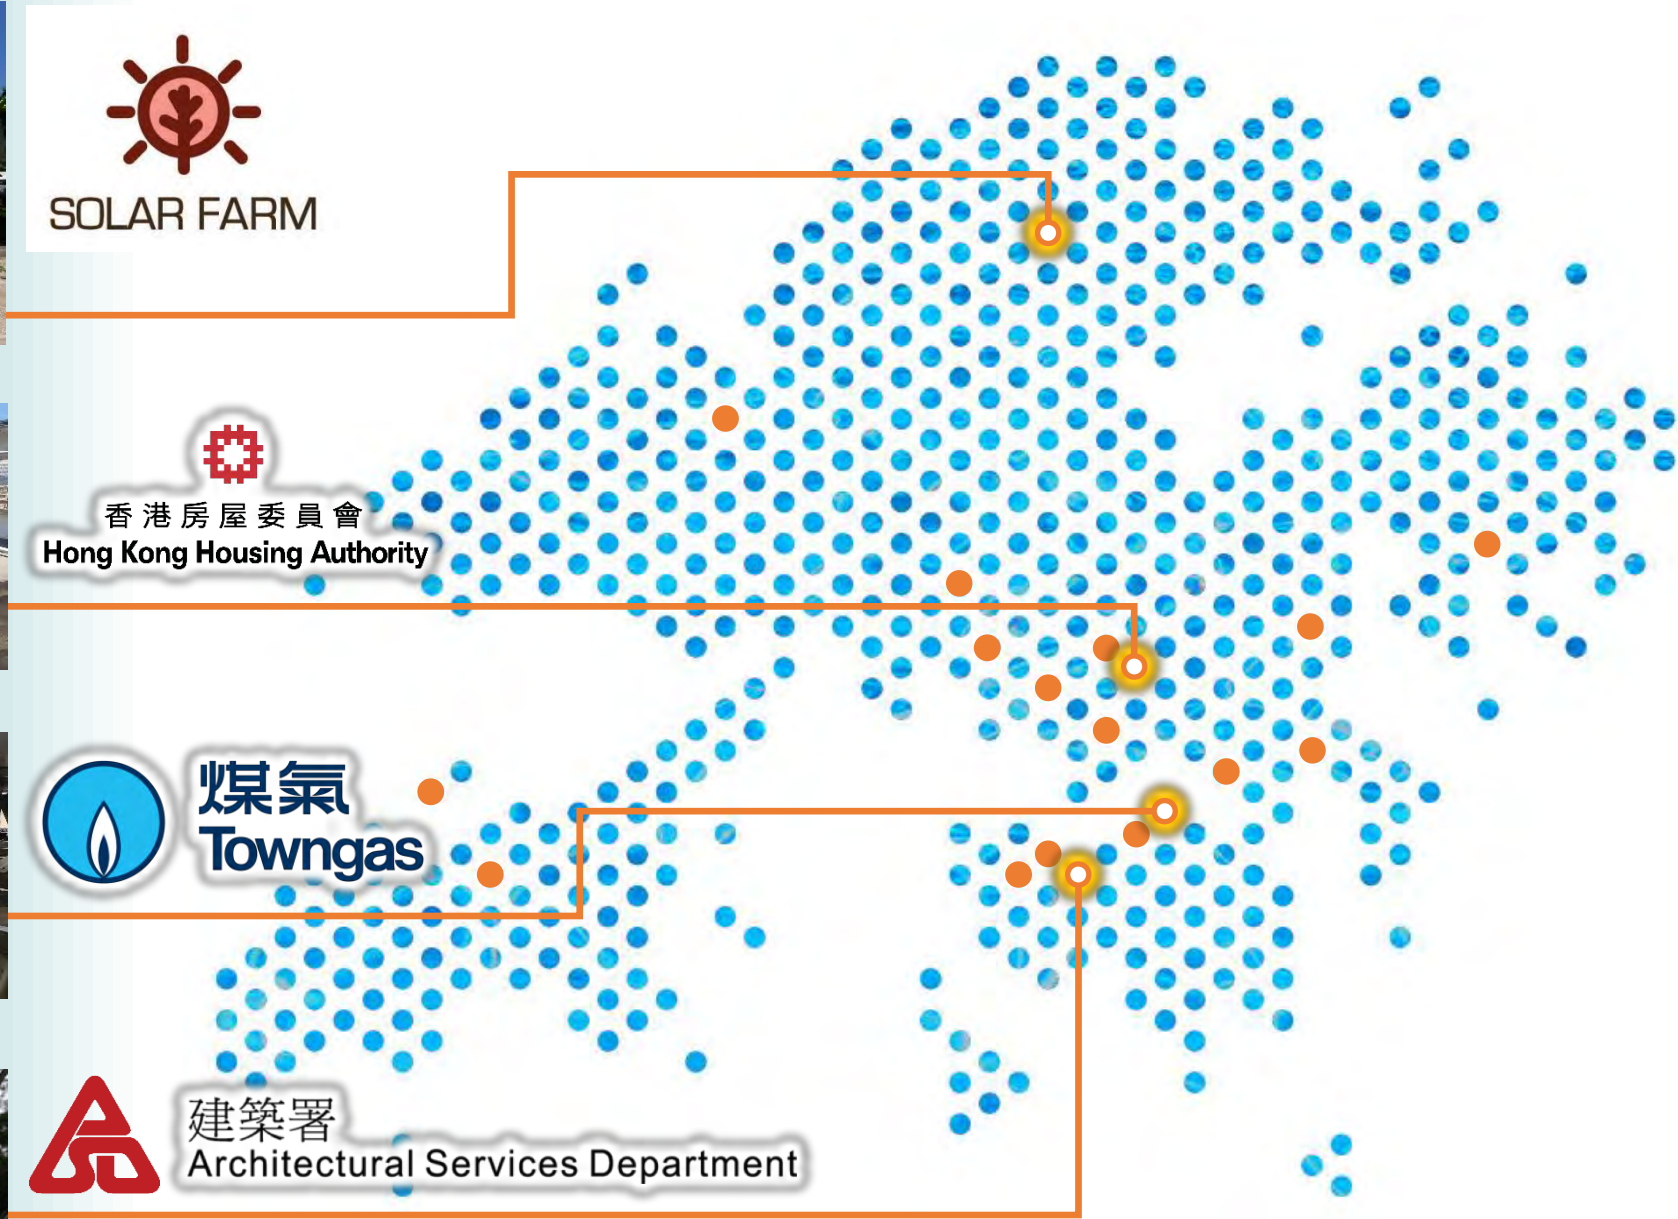 SOLAR FARM
香港房屋委員會
Hong Kong Housing Authority
煤氣
Towngas
建築署
Architectural Services Department